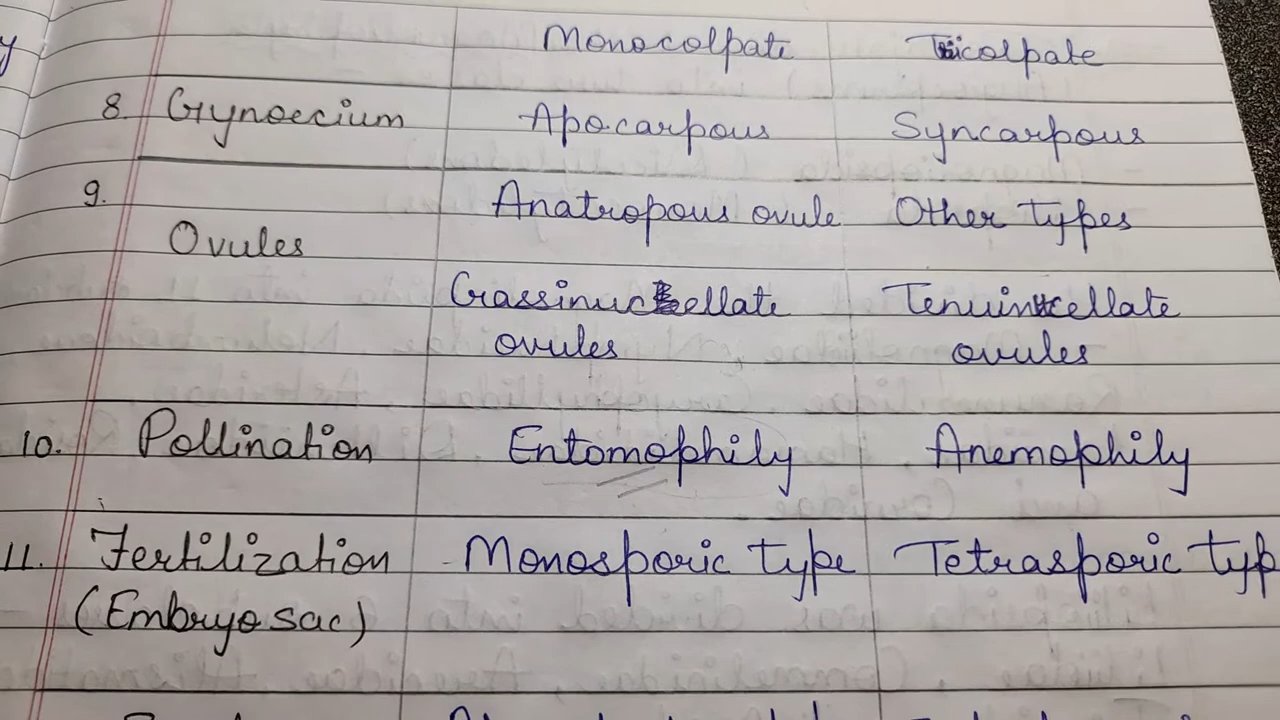 Monocolpate Tricolpate
8. Gynoecium Apocarpous Syncarpous
9. Anatropous ovule Other types
Ovules
Crassinucellate Tenuinucellate
ovules ovules
10. Pollination Entomophily Anemophily
11. Fertilization Monosporic type Tetrasporic typ
(Embryo sac)